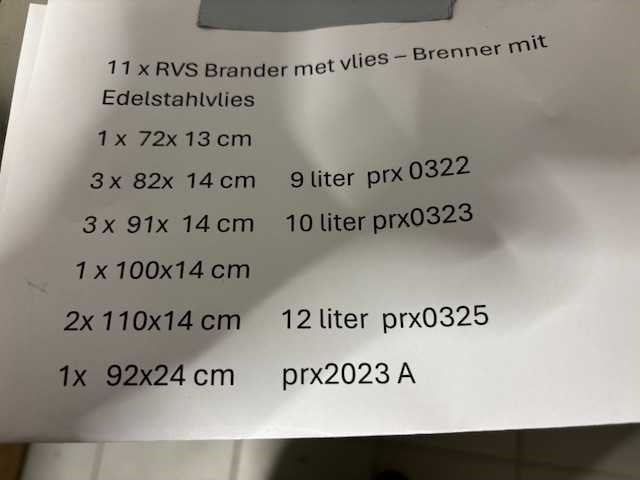 11 x RVS Brander met vlies – Brenner mit
Edelstahlvlies
1 x 72x 13 cm
3 x 82x 14 cm 9 liter prx 0322
3 x 91x 14 cm 10 liter prx0323
1 x 100x14 cm
2x 110x14 cm 12 liter prx0325
1x 92x24 cm prx2023 A